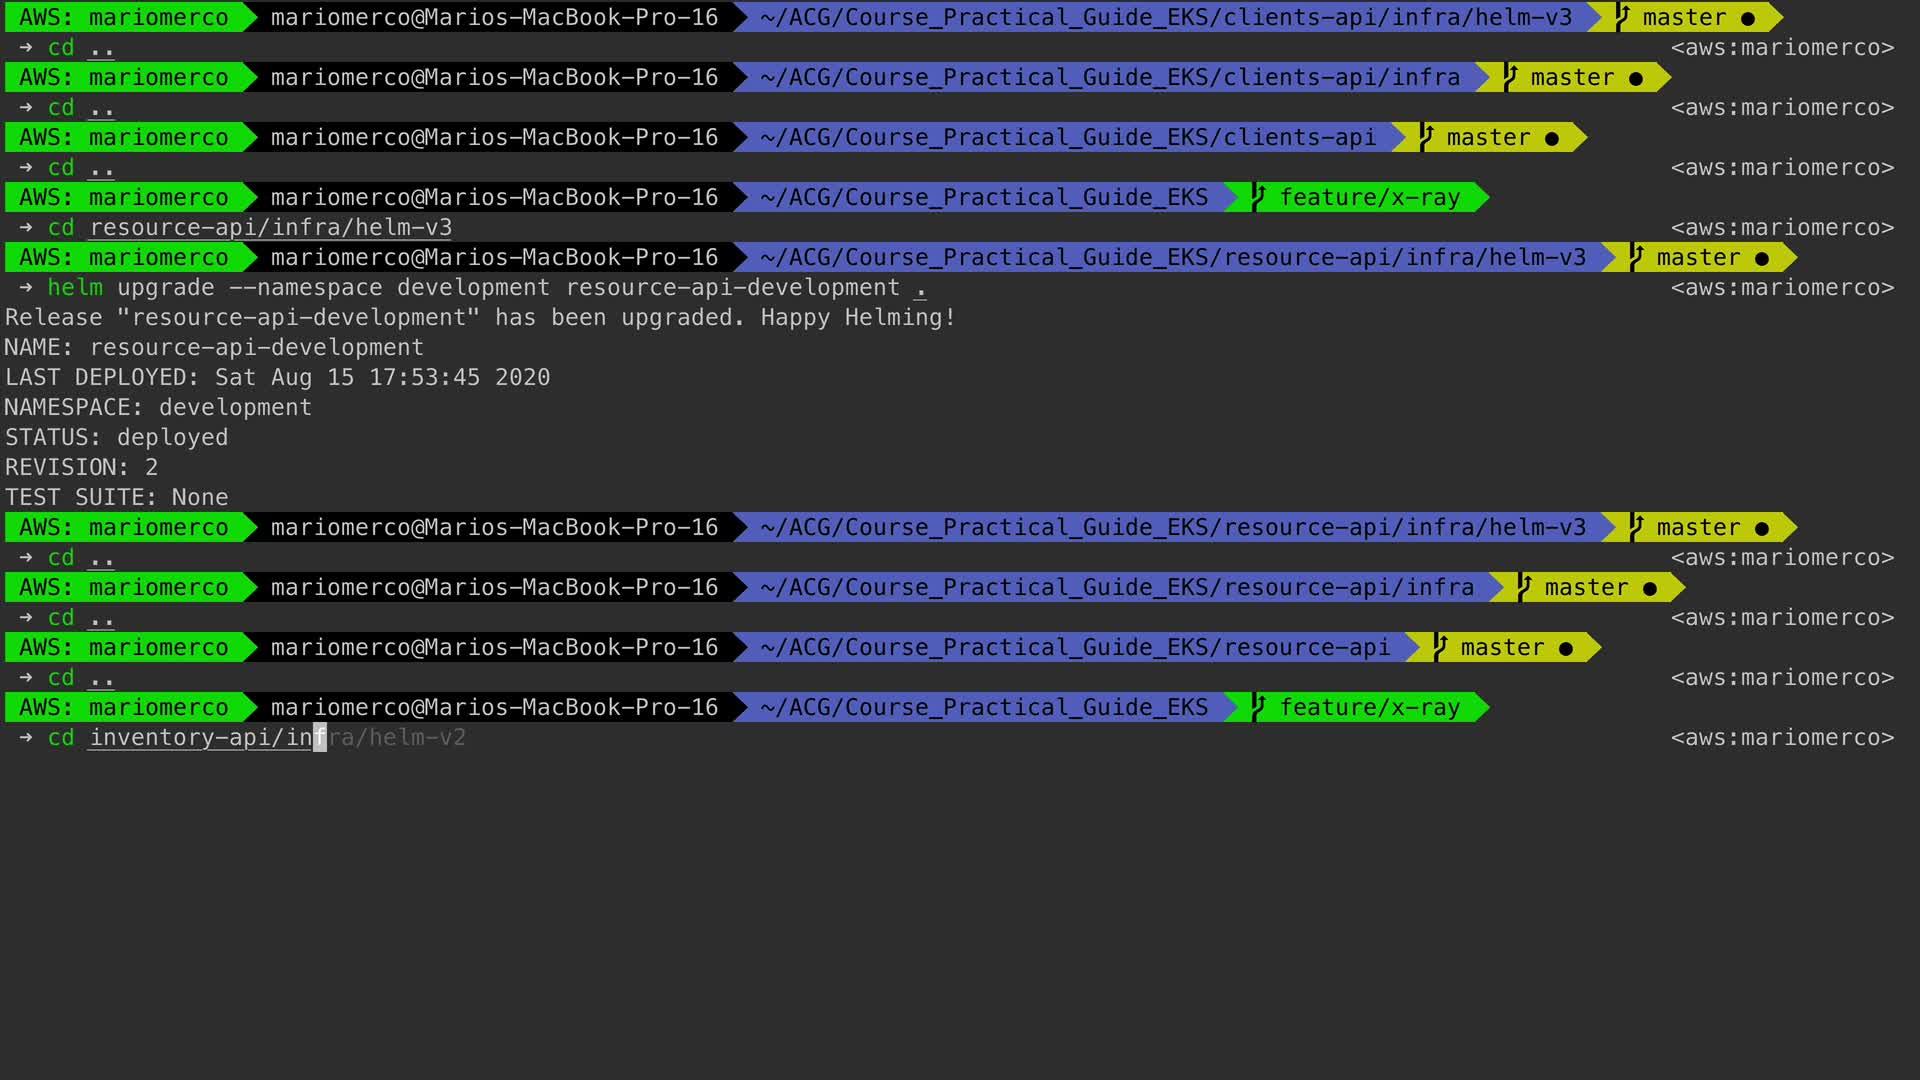 AWS: mariomerco mariomerco@Marios-MacBook-Pro-16 ~/ACG/Course_Practical_Guide_EKS/clients-api/infra/helm-v3 master ●
→ cd .. <aws:mariomerco>
AWS: mariomerco mariomerco@Marios-MacBook-Pro-16 ~/ACG/Course_Practical_Guide_EKS/clients-api/infra master ●
→ cd .. <aws:mariomerco>
AWS: mariomerco mariomerco@Marios-MacBook-Pro-16 ~/ACG/Course_Practical_Guide_EKS/clients-api master ●
→ cd .. <aws:mariomerco>
AWS: mariomerco mariomerco@Marios-MacBook-Pro-16 ~/ACG/Course_Practical_Guide_EKS feature/x-ray
→ cd resource-api/infra/helm-v3 <aws:mariomerco>
AWS: mariomerco mariomerco@Marios-MacBook-Pro-16 ~/ACG/Course_Practical_Guide_EKS/resource-api/infra/helm-v3 master ●
→ helm upgrade --namespace development resource-api-development . <aws:mariomerco>
Release "resource-api-development" has been upgraded. Happy Helming!
NAME: resource-api-development
LAST DEPLOYED: Sat Aug 15 17:53:45 2020
NAMESPACE: development
STATUS: deployed
REVISION: 2
TEST SUITE: None
AWS: mariomerco mariomerco@Marios-MacBook-Pro-16 ~/ACG/Course_Practical_Guide_EKS/resource-api/infra/helm-v3 master ●
→ cd .. <aws:mariomerco>
AWS: mariomerco mariomerco@Marios-MacBook-Pro-16 ~/ACG/Course_Practical_Guide_EKS/resource-api/infra master ●
→ cd .. <aws:mariomerco>
AWS: mariomerco mariomerco@Marios-MacBook-Pro-16 ~/ACG/Course_Practical_Guide_EKS/resource-api master ●
→ cd .. <aws:mariomerco>
AWS: mariomerco mariomerco@Marios-MacBook-Pro-16 ~/ACG/Course_Practical_Guide_EKS feature/x-ray
→ cd inventory-api/infra/helm-v2 <aws:mariomerco>